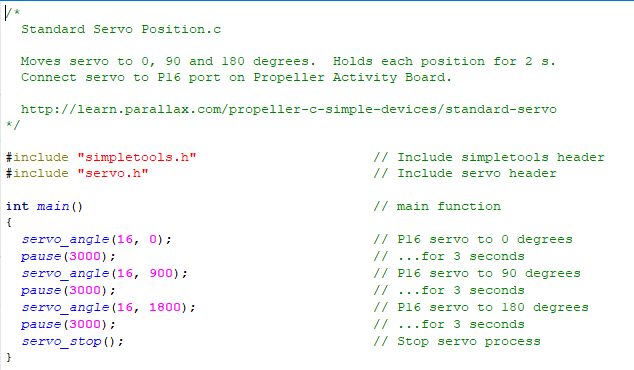 /*
  Standard Servo Position.c

  Moves servo to 0, 90 and 180 degrees.  Holds each position for 2 s.
  Connect servo to P16 port on Propeller Activity Board.

  http://learn.parallax.com/propeller-c-simple-devices/standard-servo
*/

#include "simpletools.h"                      // Include simpletools header
#include "servo.h"                            // Include servo header

int main()                                    // main function
{
  servo_angle(16, 0);                         // P16 servo to 0 degrees
  pause(3000);                                // ...for 3 seconds
  servo_angle(16, 900);                       // P16 servo to 90 degrees
  pause(3000);                                // ...for 3 seconds
  servo_angle(16, 1800);                      // P16 servo to 180 degrees
  pause(3000);                                // ...for 3 seconds
  servo_stop();                               // Stop servo process
}